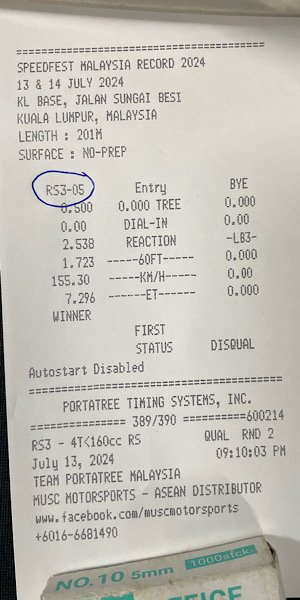 ===========================================
SPEEDFEST MALAYSIA RECORD 2024
13 & 14 JULY 2024
KL BASE, JALAN SUNGAI BESI
KUALA LUMPUR, MALAYSIA
LENGTH : 201M
SURFACE : NO-PREP
RS3-05 Entry BYE
0.500 0.000 TREE 0.000
0.00 DIAL-IN 0.00
2.538 REACTION -LB3-
1.723 -----60FT----- 0.000
155.30 -----KM/H----- 0.00
7.296 ------ET------ 0.000
WINNER
FIRST
STATUS DISQUAL
Autostart Disabled
===========================================
PORTATREE TIMING SYSTEMS, INC.
=============== 389/390 ==========600214
RS3 - 4T<160cc RS QUAL RND 2
July 13, 2024 09:10:03 PM
TEAM PORTATREE MALAYSIA
MUSC MOTORSPORTS - ASEAN DISTRIBUTOR
www.facebook.com/muscmotorsports
+6016-6681490
NO.10 5mm 1000stcks.
OFFICE